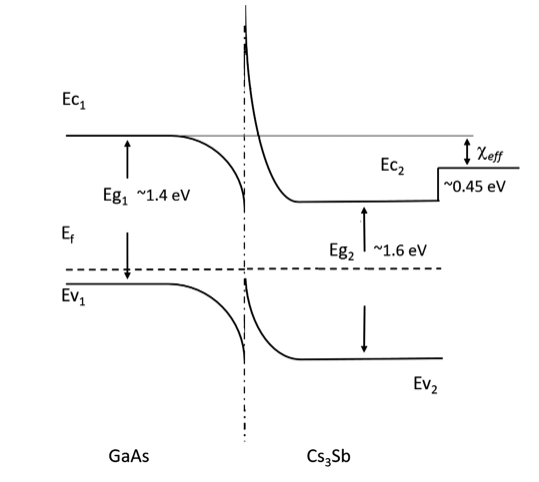 Ec₁
χeff
Ec₂
~0.45 eV
Eg₁ ~1.4 eV
Ef
Eg₂ ~1.6 eV
Ev₁
Ev₂
GaAs
Cs₃Sb